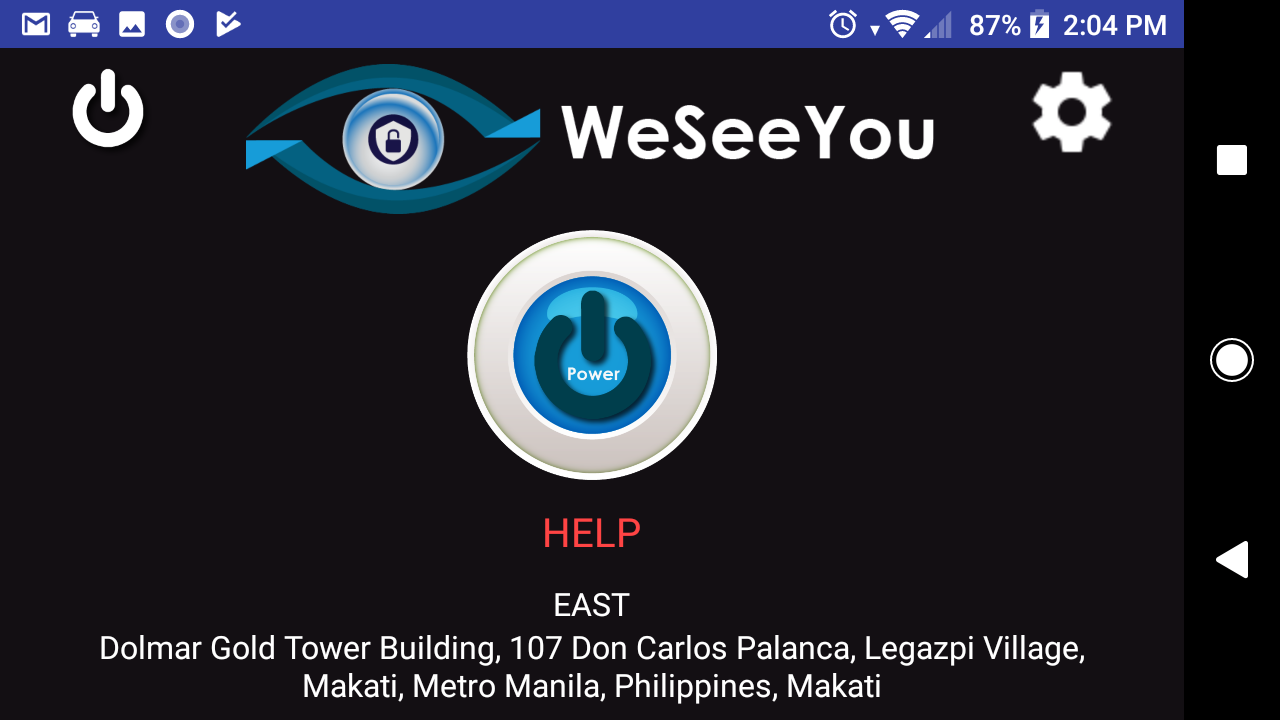 87% 2:04 PM
WeSeeYou
Power
HELP
EAST
Dolmar Gold Tower Building, 107 Don Carlos Palanca, Legazpi Village,
Makati, Metro Manila, Philippines, Makati